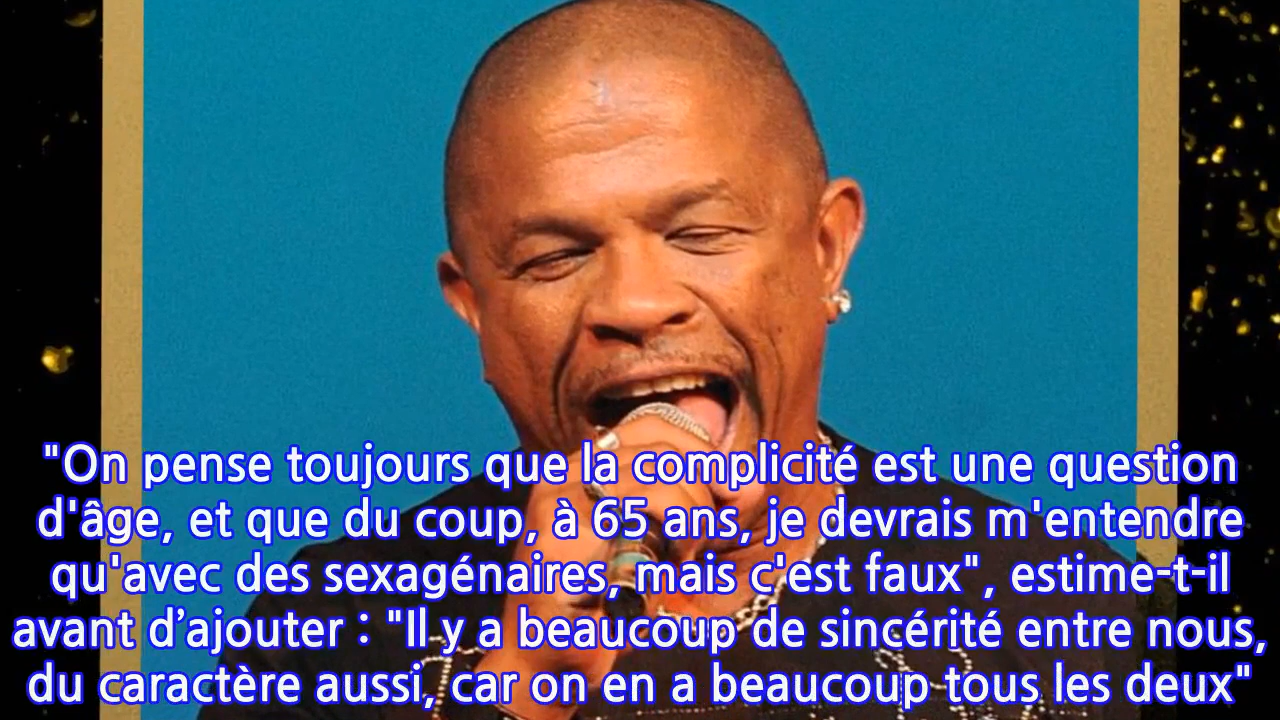 "On pense toujours que la complicité est une question
d'âge, et que du coup, à 65 ans, je devrais m'entendre
qu'avec des sexagénaires, mais c'est faux", estime-t-il
avant d’ajouter : "Il y a beaucoup de sincérité entre nous,
du caractère aussi, car on en a beaucoup tous les deux"